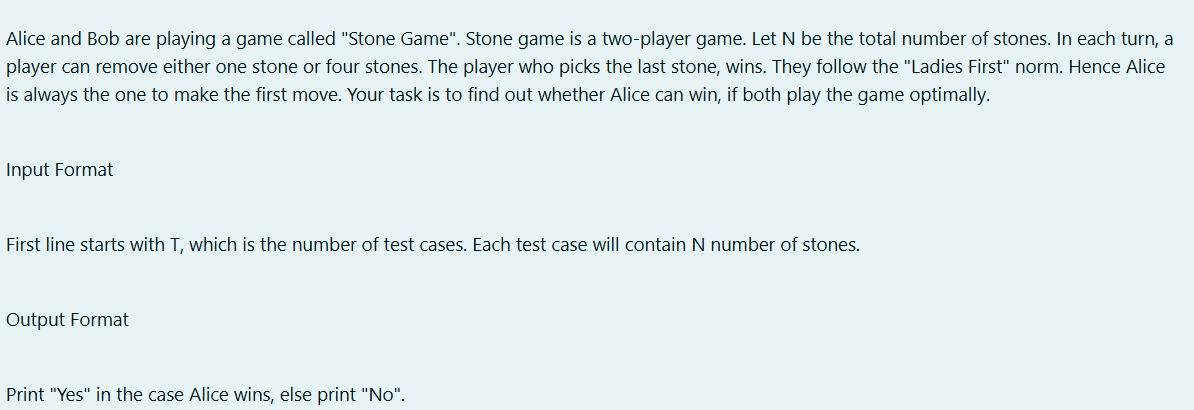 Alice and Bob are playing a game called "Stone Game". Stone game is a two-player game. Let N be the total number of stones. In each turn, a
player can remove either one stone or four stones. The player who picks the last stone, wins. They follow the "Ladies First" norm. Hence Alice
is always the one to make the first move. Your task is to find out whether Alice can win, if both play the game optimally.
Input Format
First line starts with T, which is the number of test cases. Each test case will contain N number of stones.
Output Format
Print "Yes" in the case Alice wins, else print "No".